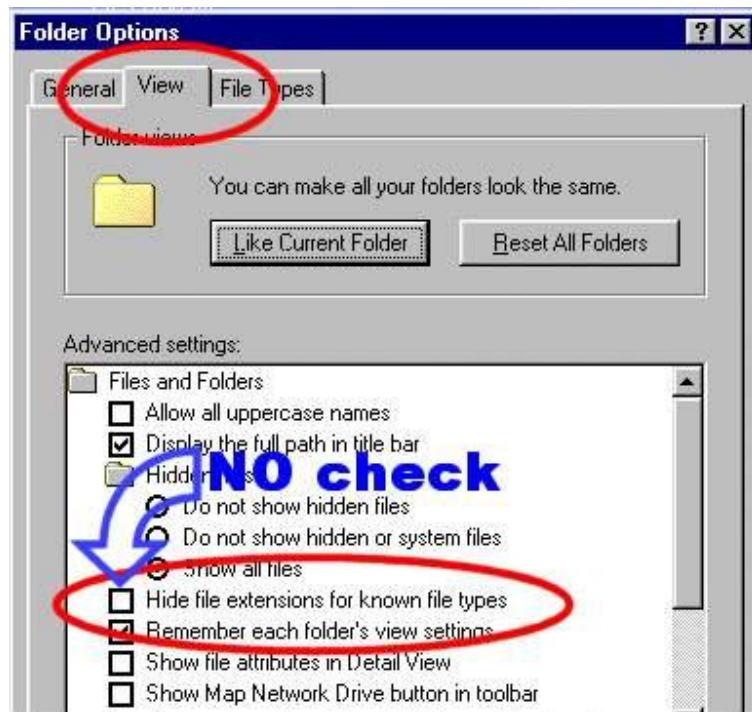 Folder Options
General View File Types
Folder views
You can make all your folders look the same.
Like Current Folder Reset All Folders
Advanced settings:
Files and Folders
Allow all uppercase names
Display the full path in title bar
NO check
Hidden files
Do not show hidden files
Do not show hidden or system files
Show all files
Hide file extensions for known file types
Remember each folder's view settings
Show file attributes in Detail View
Show Map Network Drive button in toolbar